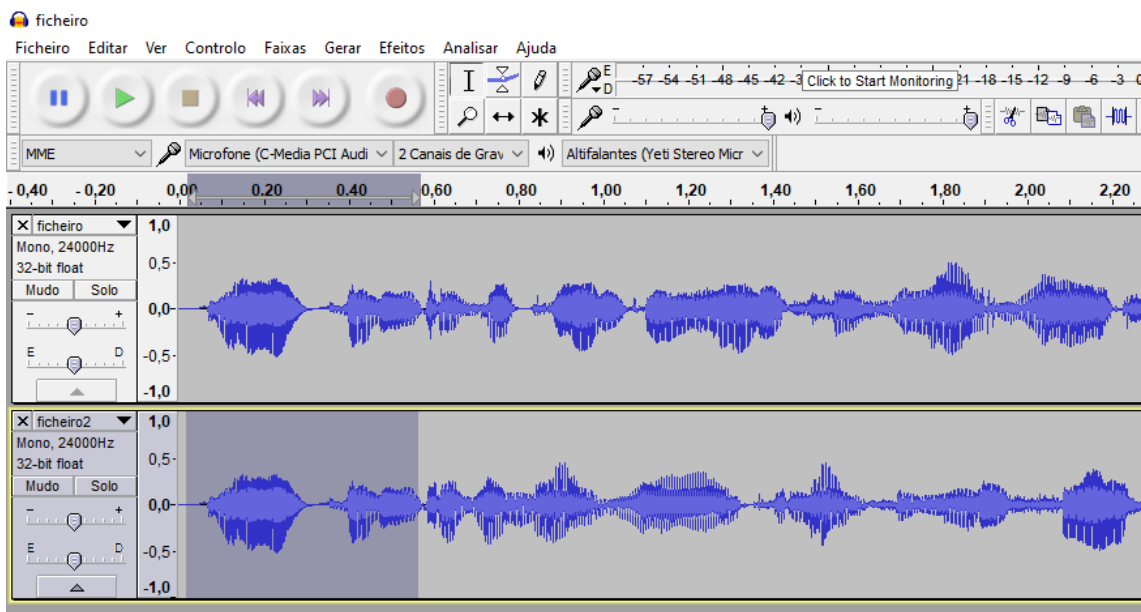 ficheiro
Ficheiro Editar Ver Controlo Faixas Gerar Efeitos Analisar Ajuda
E
D
-57 -54 -51 -48 -45 -42 -3 Click to Start Monitoring 21 -18 -15 -12 -9 -6 -3 0
- + - +
MME Microfone (C-Media PCI Audi 2 Canais de Grav Altifalantes (Yeti Stereo Micr
- 0,40 - 0,20 0,00 0,20 0,40 0,60 0,80 1,00 1,20 1,40 1,60 1,80 2,00 2,20
X ficheiro 1,0
Mono, 24000Hz
32-bit float 0,5-
Mudo Solo
- + 0,0-
E D -0,5-
-1,0
X ficheiro2 1,0
Mono, 24000Hz
32-bit float 0,5-
Mudo Solo
- + 0,0-
E D -0,5-
-1,0